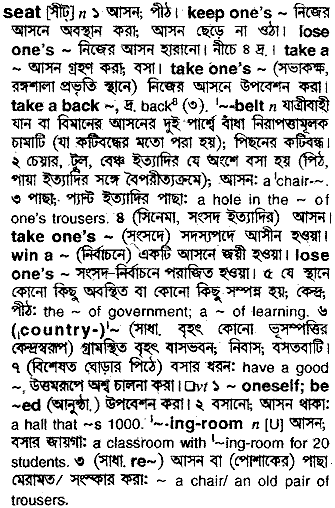 seat [সীট্] n ১ আসন; পীঠ। keep one's ~ নিজের
আসনে অবস্থান করা; আসন ছেড়ে না ওঠা। lose
one's ~ নিজের আসন হারানো। নীচে ৪ দ্র.। take a
~ আসন গ্রহণ করা; বসা। take one's ~ (সভাকক্ষ,
রঙ্গশালা প্রভৃতি স্থানে) নিজের আসনে উপবেশন করা।
take a back ~, দ্র. back⁸ (৩). ˈ~-belt n যাত্রীবাহী
যান বা বিমানের আসনের দুই পার্শ্বে বাঁধা নিরাপত্তামূলক
চামাটি (যা কটিবন্ধের মতো পরা হয়); পিছনের কটিবন্ধ।
২ চেয়ার, টুল, বেঞ্চ ইত্যাদির যে অংশে বসা হয় (পিঠ,
পায়া ইত্যাদির সঙ্গে বৈপরীত্যক্রমে); আসন: a ˈchair-~.
৩ পাছা; প্যান্ট ইত্যাদির পাছা: a hole in the ~ of
one's trousers. ৪ (সিনেমা, সংসদ ইত্যাদির) আসন।
take one's ~ (সংসদে) সদস্যপদে আসীন হওয়া।
win a ~ (নির্বাচনে) একটি আসনে জয়ী হওয়া। lose
one's ~ সংসদ-নির্বাচনে পরাজিত হওয়া। ৫ যে স্থানে
কোনো কিছু অবস্থিত বা কোনো কিছু সম্পন্ন হয়; কেন্দ্র;
পীঠ: the ~ of government; a ~ of learning. ৬
(ˌcountry-)ˈ~ (সাধা. বৃহৎ কোনো ভূসম্পত্তির
কেন্দ্রস্বরূপ) গ্রামস্থিত বৃহৎ বাসভবন; নিবাস; বসতবাটি।
৭ (বিশেষত ঘোড়ার পিঠে) বসার ধরন: have a good
~, উত্তমরূপে অশ্ব চালনা করা। □vt ১ ~ oneself; be
~ed (আনুষ্ঠা.) উপবেশন করা। ২ বসানো; আসন থাকা:
a hall that ~s 1000. ˈ~-ing-room n [U] আসন;
বসার জায়গা: a classroom with ˈ~ing-room for 20
students. ৩ (সাধা. re~) আসন বা (পোশাকের) পাছা
মেরামত/ সংস্কার করা: ~ a chair/ an old pair of
trousers.